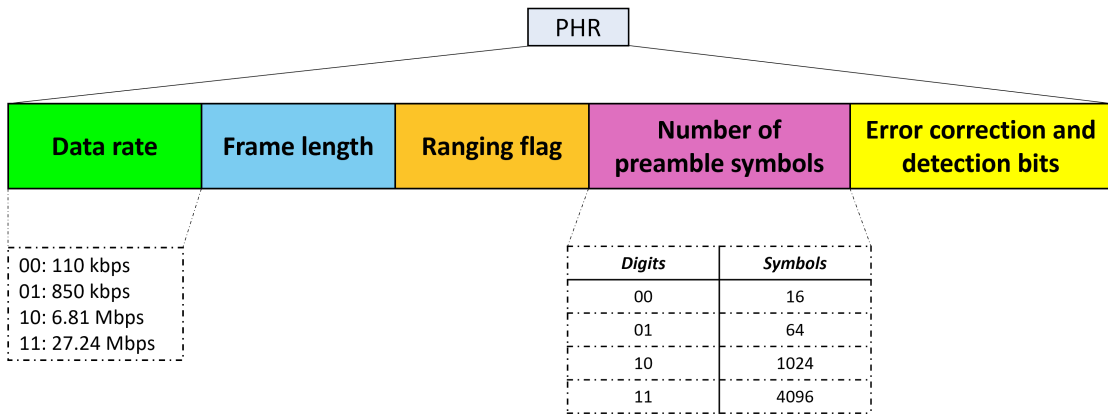 PHR
Data rate
Frame length
Ranging flag
Number of
preamble symbols
Error correction and
detection bits
00: 110 kbps
01: 850 kbps
10: 6.81 Mbps
11: 27.24 Mbps
Digits Symbols
00 16
01 64
10 1024
11 4096